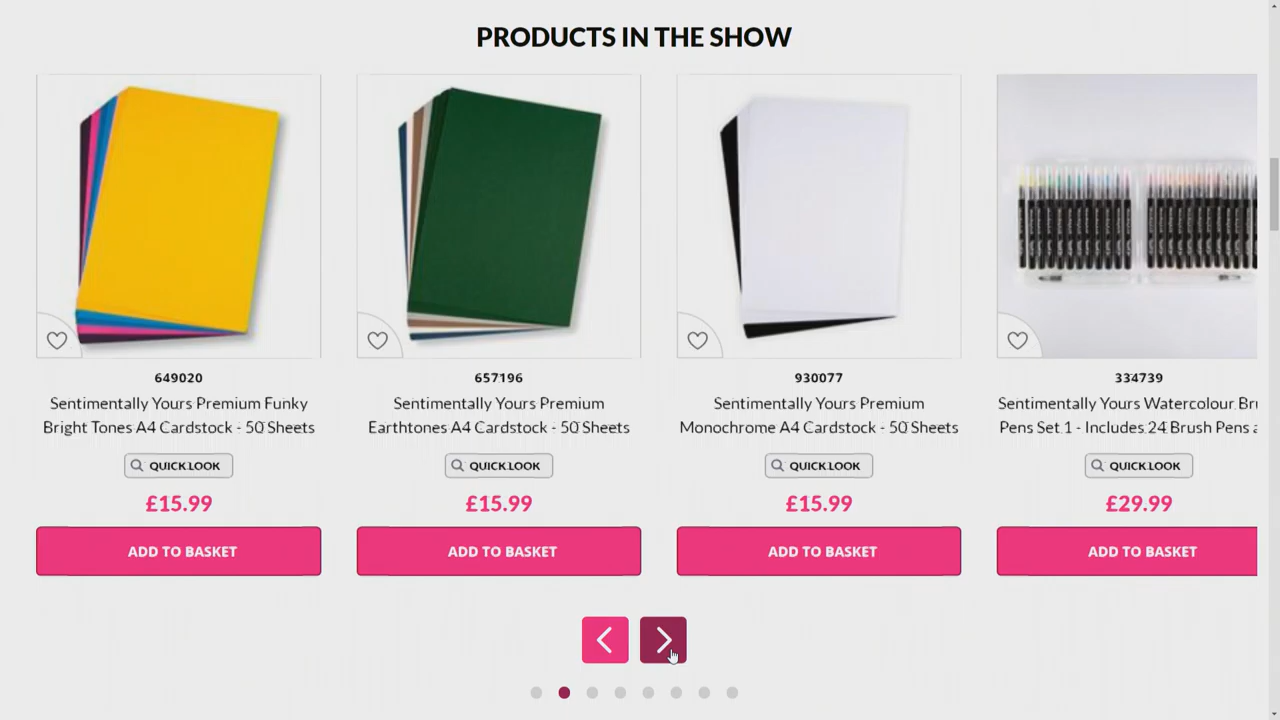 PRODUCTS IN THE SHOW
649020
Sentimentally Yours Premium Funky
Bright Tones A4 Cardstock - 50 Sheets
QUICK LOOK
£15.99
ADD TO BASKET
657196
Sentimentally Yours Premium
Earthtones A4 Cardstock - 50 Sheets
QUICK LOOK
£15.99
ADD TO BASKET
930077
Sentimentally Yours Premium
Monochrome A4 Cardstock - 50 Sheets
QUICK LOOK
£15.99
ADD TO BASKET
334739
Sentimentally Yours Watercolour Br
Pens Set 1 - Includes 24 Brush Pens a
QUICK LOOK
£29.99
ADD TO BASKET